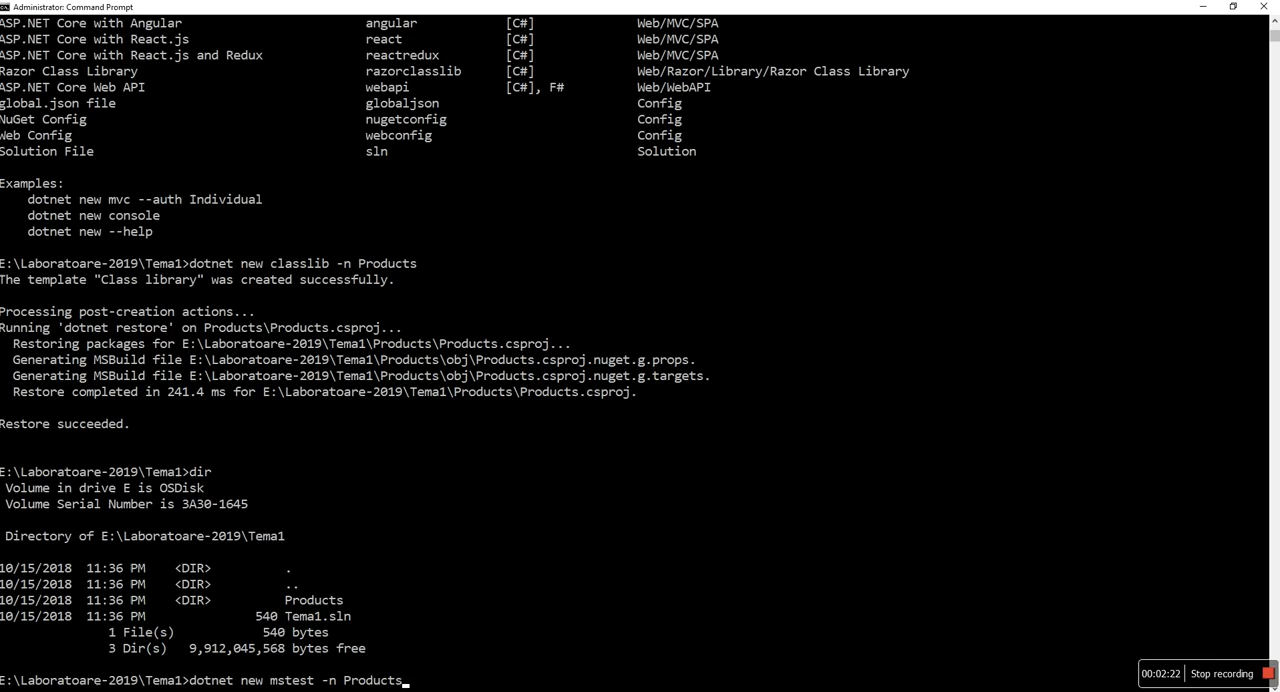 Administrator: Command Prompt
ASP.NET Core with Angular angular [C#] Web/MVC/SPA
ASP.NET Core with React.js react [C#] Web/MVC/SPA
ASP.NET Core with React.js and Redux reactredux [C#] Web/MVC/SPA
Razor Class Library razorclasslib [C#] Web/Razor/Library/Razor Class Library
ASP.NET Core Web API webapi [C#], F# Web/WebAPI
global.json file globaljson Config
NuGet Config nugetconfig Config
Web Config webconfig Config
Solution File sln Solution
Examples:
dotnet new mvc --auth Individual
dotnet new console
dotnet new --help
E:\Laboratoare-2019\Tema1>dotnet new classlib -n Products
The template "Class library" was created successfully.
Processing post-creation actions...
Running 'dotnet restore' on Products\Products.csproj...
Restoring packages for E:\Laboratoare-2019\Tema1\Products\Products.csproj...
Generating MSBuild file E:\Laboratoare-2019\Tema1\Products\obj\Products.csproj.nuget.g.props.
Generating MSBuild file E:\Laboratoare-2019\Tema1\Products\obj\Products.csproj.nuget.g.targets.
Restore completed in 241.4 ms for E:\Laboratoare-2019\Tema1\Products\Products.csproj.
Restore succeeded.
E:\Laboratoare-2019\Tema1>dir
Volume in drive E is OSDisk
Volume Serial Number is 3A30-1645
Directory of E:\Laboratoare-2019\Tema1
10/15/2018 11:36 PM <DIR> .
10/15/2018 11:36 PM <DIR> ..
10/15/2018 11:36 PM <DIR> Products
10/15/2018 11:36 PM 540 Tema1.sln
1 File(s) 540 bytes
3 Dir(s) 9,912,045,568 bytes free
E:\Laboratoare-2019\Tema1>dotnet new mstest -n Products_
00:02:22 Stop recording